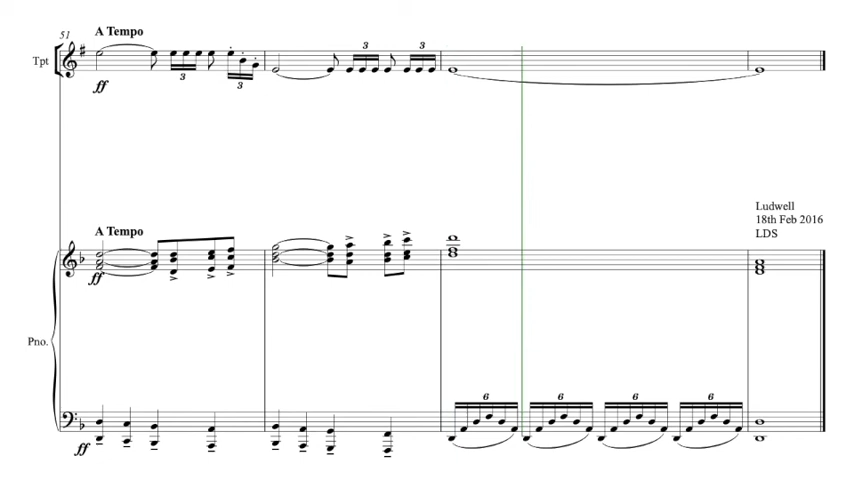 51
A Tempo
Tpt
3
3
3
3
ff
Ludwell
18th Feb 2016
LDS
A Tempo
ff
Pno.
6
6
6
6
ff